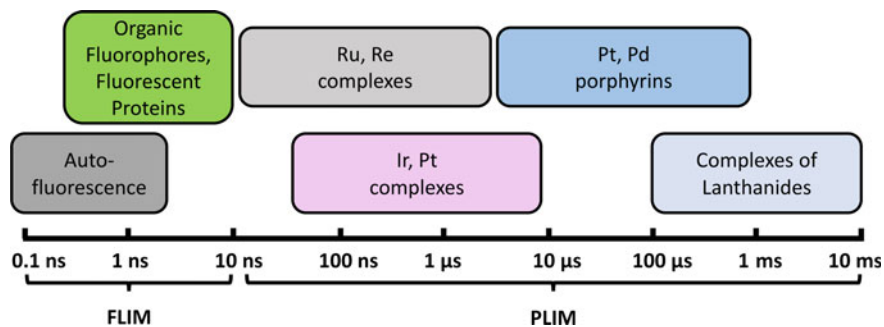 Organic
Fluorophores,
Fluorescent
Proteins
Ru, Re
complexes
Pt, Pd
porphyrins
Auto-
fluorescence
Ir, Pt
complexes
Complexes of
Lanthanides
0.1 ns 1 ns 10 ns 100 ns 1 µs 10 µs 100 µs 1 ms 10 ms
FLIM PLIM